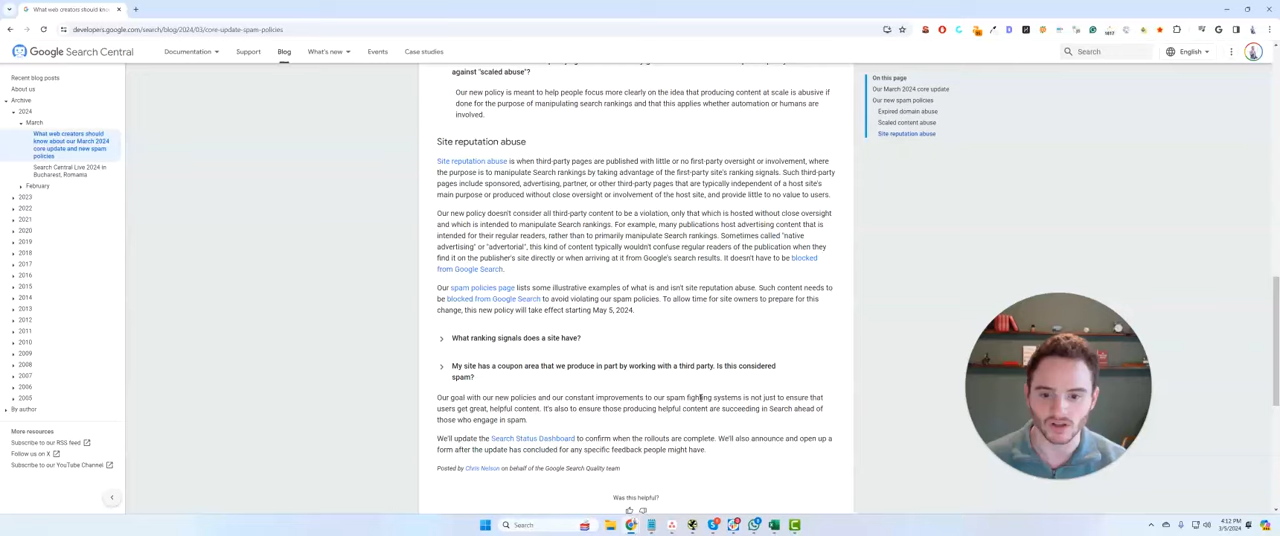 What web creators should kno
developers.google.com/search/blog/2024/03/core-update-spam-policies
Google Search Central
Documentation
Support
Blog
What's new
Events
Case studies
Search
English
Recent blog posts
About us
Archive
2024
March
What web creators should
know about our March 2024
core update and new spam
policies
Search Central Live 2024 in
Bucharest, Romania
February
2023
2022
2021
2020
2019
2018
2017
2016
2015
2014
2013
2012
2011
2010
2009
2008
2007
2006
2005
By author
More resources
Subscribe to our RSS feed
Follow us on X
Subscribe to our YouTube Channel
against "scaled abuse"?
Our new policy is meant to help people focus more clearly on the idea that producing content at scale is abusive if
done for the purpose of manipulating search rankings and that this applies whether automation or humans are
involved.
Site reputation abuse
Site reputation abuse is when third-party pages are published with little or no first-party oversight or involvement, where
the purpose is to manipulate Search rankings by taking advantage of the first-party site's ranking signals. Such third-party
pages include sponsored, advertising, partner, or other third-party pages that are typically independent of a host site's
main purpose or produced without close oversight or involvement of the host site, and provide little to no value to users.
Our new policy doesn't consider all third-party content to be a violation, only that which is hosted without close oversight
and which is intended to manipulate Search rankings. For example, many publications host advertising content that is
intended for their regular readers, rather than to primarily manipulate Search rankings. Sometimes called "native
advertising" or "advertorial", this kind of content typically wouldn't confuse regular readers of the publication when they
find it on the publisher's site directly or when arriving at it from Google's search results. It doesn't have to be blocked
from Google Search.
Our spam policies page lists some illustrative examples of what is and isn't site reputation abuse. Such content needs to
be blocked from Google Search to avoid violating our spam policies. To allow time for site owners to prepare for this
change, this new policy will take effect starting May 5, 2024.
What ranking signals does a site have?
My site has a coupon area that we produce in part by working with a third party. Is this considered
spam?
Our goal with our new policies and our constant improvements to our spam fighting systems is not just to ensure that
users get great, helpful content. It's also to ensure those producing helpful content are succeeding in Search ahead of
those who engage in spam.
We'll update the Search Status Dashboard to confirm when the rollouts are complete. We'll also announce and open up a
form after the update has concluded for any specific feedback people might have.
Posted by Chris Nelson on behalf of the Google Search Quality team
Was this helpful?
On this page
Our March 2024 core update
Our new spam policies
Expired domain abuse
Scaled content abuse
Site reputation abuse
Search
4:12 PM
3/5/2024